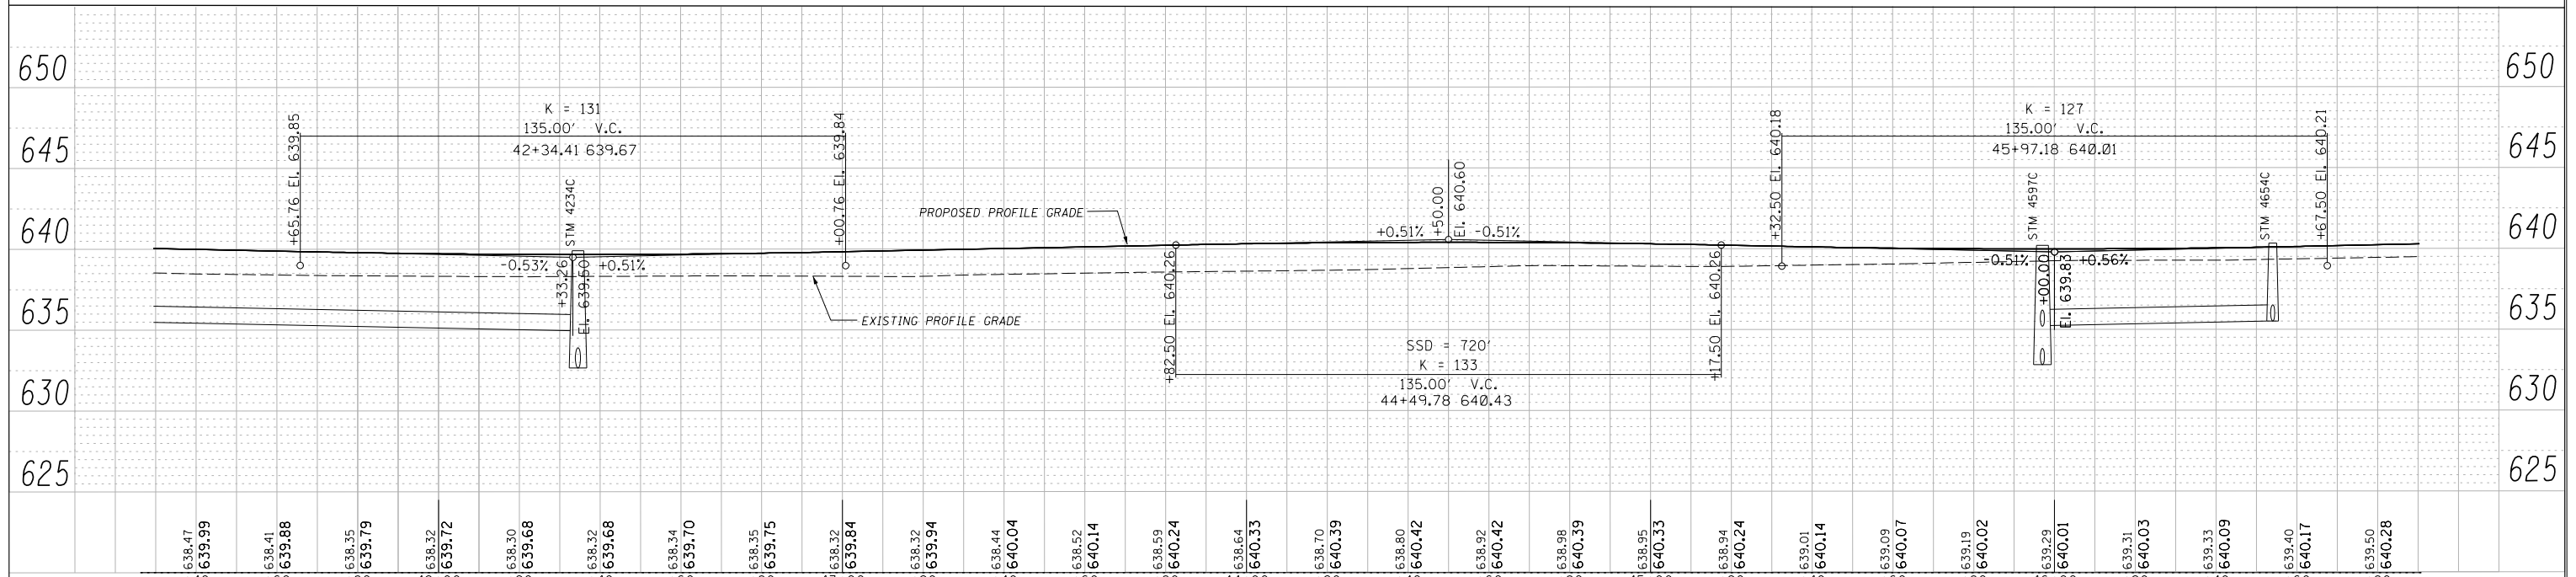 650
650
645
645
640
640
635
635
630
630
625
625
K = 131
135.00' V.C.
42+34.41 639.67
+65.76 El. 639.85
+00.76 El. 639.84
STM 4234C
-0.53%
+0.51%
+33.26
El. 639.50
PROPOSED PROFILE GRADE
EXISTING PROFILE GRADE
+0.51%
+50.00
El. 640.60
-0.51%
+82.50 El. 640.26
+17.50 El. 640.26
SSD = 720'
K = 133
135.00' V.C.
44+49.78 640.43
K = 127
135.00' V.C.
45+97.18 640.01
+32.50 El. 640.18
+67.50 El. 640.21
STM 4597C
STM 4654C
-0.51%
+0.56%
+00.00
El. 639.83
638.47 639.99
638.41 639.88
638.35 639.79
638.32 639.72
638.30 639.68
638.32 639.68
638.34 639.70
638.35 639.75
638.32 639.84
638.32 639.94
638.44 640.04
638.52 640.14
638.59 640.24
638.64 640.33
638.70 640.39
638.80 640.42
638.92 640.42
638.98 640.39
638.95 640.33
638.94 640.24
639.01 640.14
639.09 640.07
639.19 640.02
639.29 640.01
639.31 640.03
639.33 640.09
639.40 640.17
639.50 640.28